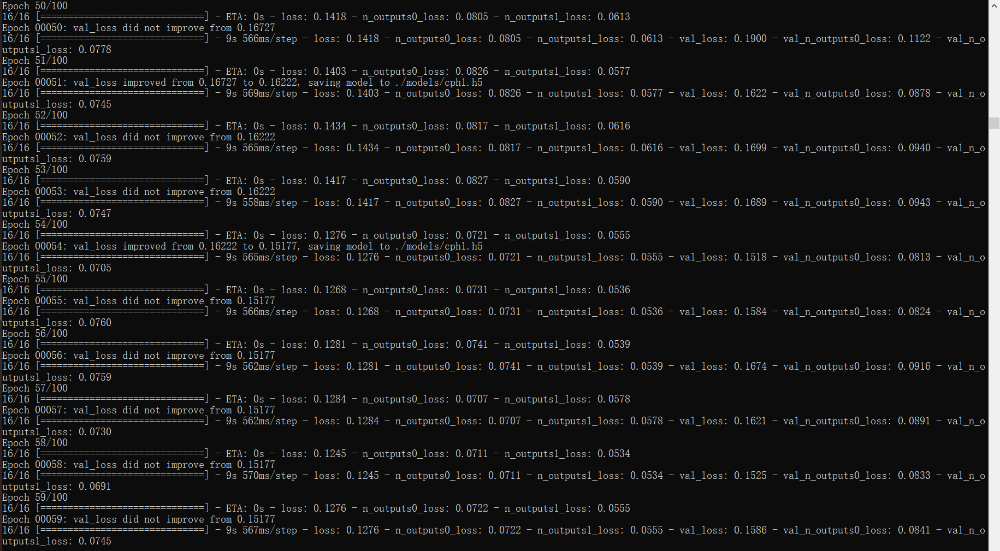 Epoch 50/100
16/16 [==============================] - ETA: 0s - loss: 0.1418 - n_outputs0_loss: 0.0805 - n_outputs1_loss: 0.0613
Epoch 00050: val_loss did not improve from 0.16727
16/16 [==============================] - 9s 566ms/step - loss: 0.1418 - n_outputs0_loss: 0.0805 - n_outputs1_loss: 0.0613 - val_loss: 0.1900 - val_n_outputs0_loss: 0.1122 - val_n_o
utputs1_loss: 0.0778
Epoch 51/100
16/16 [==============================] - ETA: 0s - loss: 0.1403 - n_outputs0_loss: 0.0826 - n_outputs1_loss: 0.0577
Epoch 00051: val_loss improved from 0.16727 to 0.16222, saving model to ./models/cph1.h5
16/16 [==============================] - 9s 569ms/step - loss: 0.1403 - n_outputs0_loss: 0.0826 - n_outputs1_loss: 0.0577 - val_loss: 0.1622 - val_n_outputs0_loss: 0.0878 - val_n_o
utputs1_loss: 0.0745
Epoch 52/100
16/16 [==============================] - ETA: 0s - loss: 0.1434 - n_outputs0_loss: 0.0817 - n_outputs1_loss: 0.0616
Epoch 00052: val_loss did not improve from 0.16222
16/16 [==============================] - 9s 565ms/step - loss: 0.1434 - n_outputs0_loss: 0.0817 - n_outputs1_loss: 0.0616 - val_loss: 0.1699 - val_n_outputs0_loss: 0.0940 - val_n_o
utputs1_loss: 0.0759
Epoch 53/100
16/16 [==============================] - ETA: 0s - loss: 0.1417 - n_outputs0_loss: 0.0827 - n_outputs1_loss: 0.0590
Epoch 00053: val_loss did not improve from 0.16222
16/16 [==============================] - 9s 558ms/step - loss: 0.1417 - n_outputs0_loss: 0.0827 - n_outputs1_loss: 0.0590 - val_loss: 0.1689 - val_n_outputs0_loss: 0.0943 - val_n_o
utputs1_loss: 0.0747
Epoch 54/100
16/16 [==============================] - ETA: 0s - loss: 0.1276 - n_outputs0_loss: 0.0721 - n_outputs1_loss: 0.0555
Epoch 00054: val_loss improved from 0.16222 to 0.15177, saving model to ./models/cph1.h5
16/16 [==============================] - 9s 565ms/step - loss: 0.1276 - n_outputs0_loss: 0.0721 - n_outputs1_loss: 0.0555 - val_loss: 0.1518 - val_n_outputs0_loss: 0.0813 - val_n_o
utputs1_loss: 0.0705
Epoch 55/100
16/16 [==============================] - ETA: 0s - loss: 0.1268 - n_outputs0_loss: 0.0731 - n_outputs1_loss: 0.0536
Epoch 00055: val_loss did not improve from 0.15177
16/16 [==============================] - 9s 566ms/step - loss: 0.1268 - n_outputs0_loss: 0.0731 - n_outputs1_loss: 0.0536 - val_loss: 0.1584 - val_n_outputs0_loss: 0.0824 - val_n_o
utputs1_loss: 0.0760
Epoch 56/100
16/16 [==============================] - ETA: 0s - loss: 0.1281 - n_outputs0_loss: 0.0741 - n_outputs1_loss: 0.0539
Epoch 00056: val_loss did not improve from 0.15177
16/16 [==============================] - 9s 562ms/step - loss: 0.1281 - n_outputs0_loss: 0.0741 - n_outputs1_loss: 0.0539 - val_loss: 0.1674 - val_n_outputs0_loss: 0.0916 - val_n_o
utputs1_loss: 0.0759
Epoch 57/100
16/16 [==============================] - ETA: 0s - loss: 0.1284 - n_outputs0_loss: 0.0707 - n_outputs1_loss: 0.0578
Epoch 00057: val_loss did not improve from 0.15177
16/16 [==============================] - 9s 562ms/step - loss: 0.1284 - n_outputs0_loss: 0.0707 - n_outputs1_loss: 0.0578 - val_loss: 0.1621 - val_n_outputs0_loss: 0.0891 - val_n_o
utputs1_loss: 0.0730
Epoch 58/100
16/16 [==============================] - ETA: 0s - loss: 0.1245 - n_outputs0_loss: 0.0711 - n_outputs1_loss: 0.0534
Epoch 00058: val_loss did not improve from 0.15177
16/16 [==============================] - 9s 570ms/step - loss: 0.1245 - n_outputs0_loss: 0.0711 - n_outputs1_loss: 0.0534 - val_loss: 0.1525 - val_n_outputs0_loss: 0.0833 - val_n_o
utputs1_loss: 0.0691
Epoch 59/100
16/16 [==============================] - ETA: 0s - loss: 0.1276 - n_outputs0_loss: 0.0722 - n_outputs1_loss: 0.0555
Epoch 00059: val_loss did not improve from 0.15177
16/16 [==============================] - 9s 567ms/step - loss: 0.1276 - n_outputs0_loss: 0.0722 - n_outputs1_loss: 0.0555 - val_loss: 0.1586 - val_n_outputs0_loss: 0.0841 - val_n_o
utputs1_loss: 0.0745